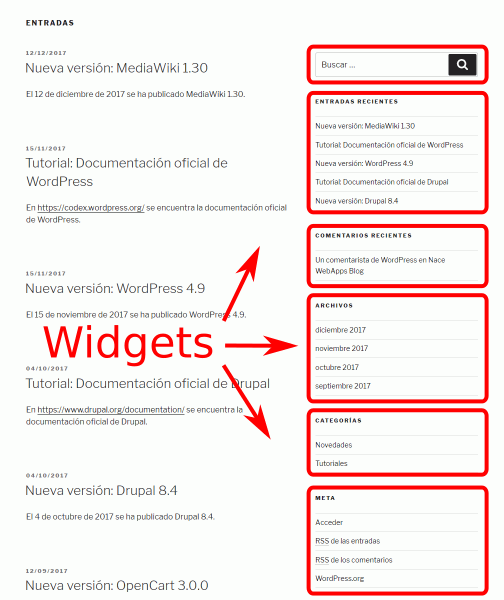 ENTRADAS
12/12/2017
Nueva versión: MediaWiki 1.30
El 12 de diciembre de 2017 se ha publicado MediaWiki 1.30.
15/11/2017
Tutorial: Documentación oficial de
WordPress
En https://codex.wordpress.org/ se encuentra la documentación oficial
de WordPress.
15/11/2017
Nueva versión: WordPress 4.9
El 15 de noviembre de 2017 se ha publicado WordPress 4.9.
Widgets
04/10/2017
Tutorial: Documentación oficial de Drupal
En https://www.drupal.org/documentation/ se encuentra la
documentación oficial de Drupal.
04/10/2017
Nueva versión: Drupal 8.4
El 4 de octubre de 2017 se ha publicado Drupal 8.4.
12/09/2017
Nueva versión: OpenCart 3.0.0
Buscar ...
ENTRADAS RECIENTES
Nueva versión: MediaWiki 1.30
Tutorial: Documentación oficial de WordPress
Nueva versión: WordPress 4.9
Tutorial: Documentación oficial de Drupal
Nueva versión: Drupal 8.4
COMENTARIOS RECIENTES
Un comentarista de WordPress en Nace
WebApps Blog
ARCHIVOS
diciembre 2017
noviembre 2017
octubre 2017
septiembre 2017
CATEGORÍAS
Novedades
Tutoriales
META
Acceder
RSS de las entradas
RSS de los comentarios
WordPress.org